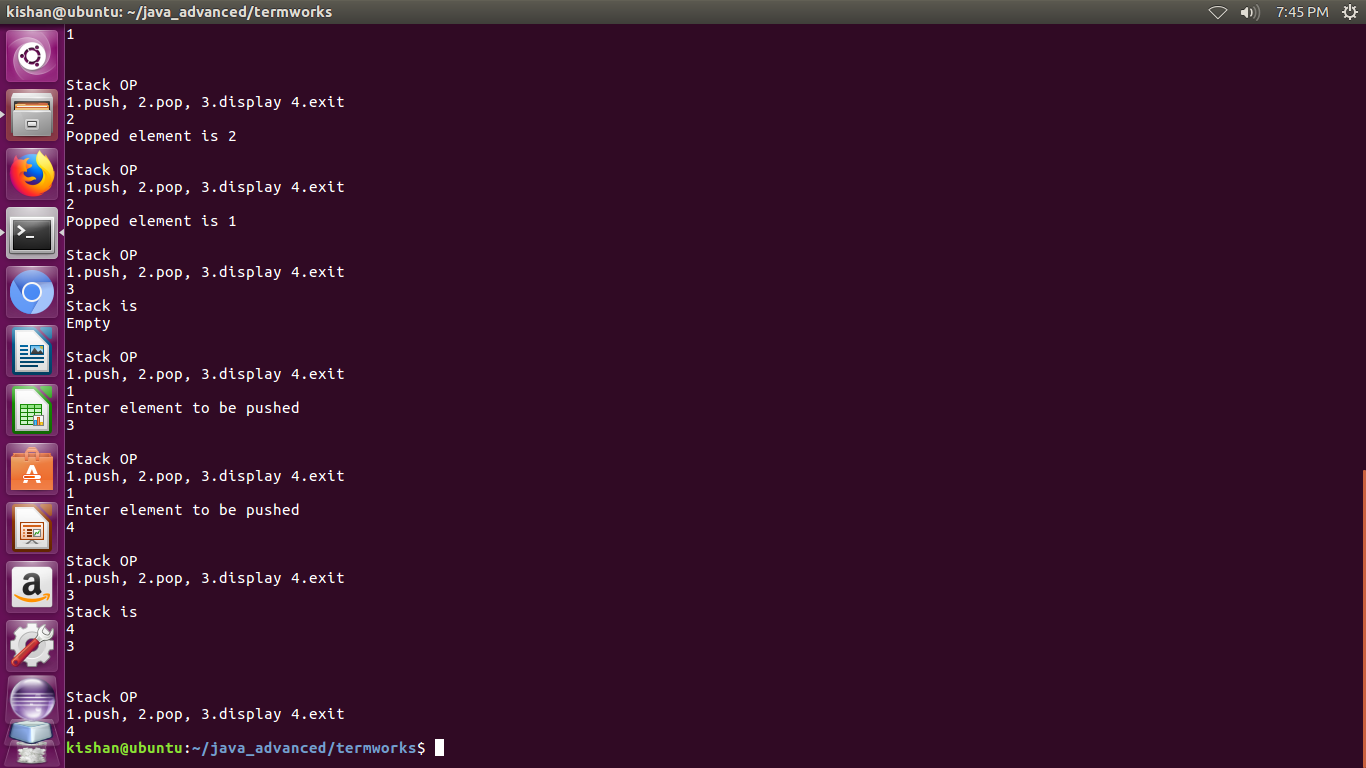 kishan@ubuntu: ~/java_advanced/termworks
7:45 PM
1
Stack OP
1.push, 2.pop, 3.display 4.exit
2
Popped element is 2
Stack OP
1.push, 2.pop, 3.display 4.exit
2
Popped element is 1
Stack OP
1.push, 2.pop, 3.display 4.exit
3
Stack is
Empty
Stack OP
1.push, 2.pop, 3.display 4.exit
1
Enter element to be pushed
3
Stack OP
1.push, 2.pop, 3.display 4.exit
1
Enter element to be pushed
4
Stack OP
1.push, 2.pop, 3.display 4.exit
3
Stack is
4
3
Stack OP
1.push, 2.pop, 3.display 4.exit
4
kishan@ubuntu:~/java_advanced/termworks$